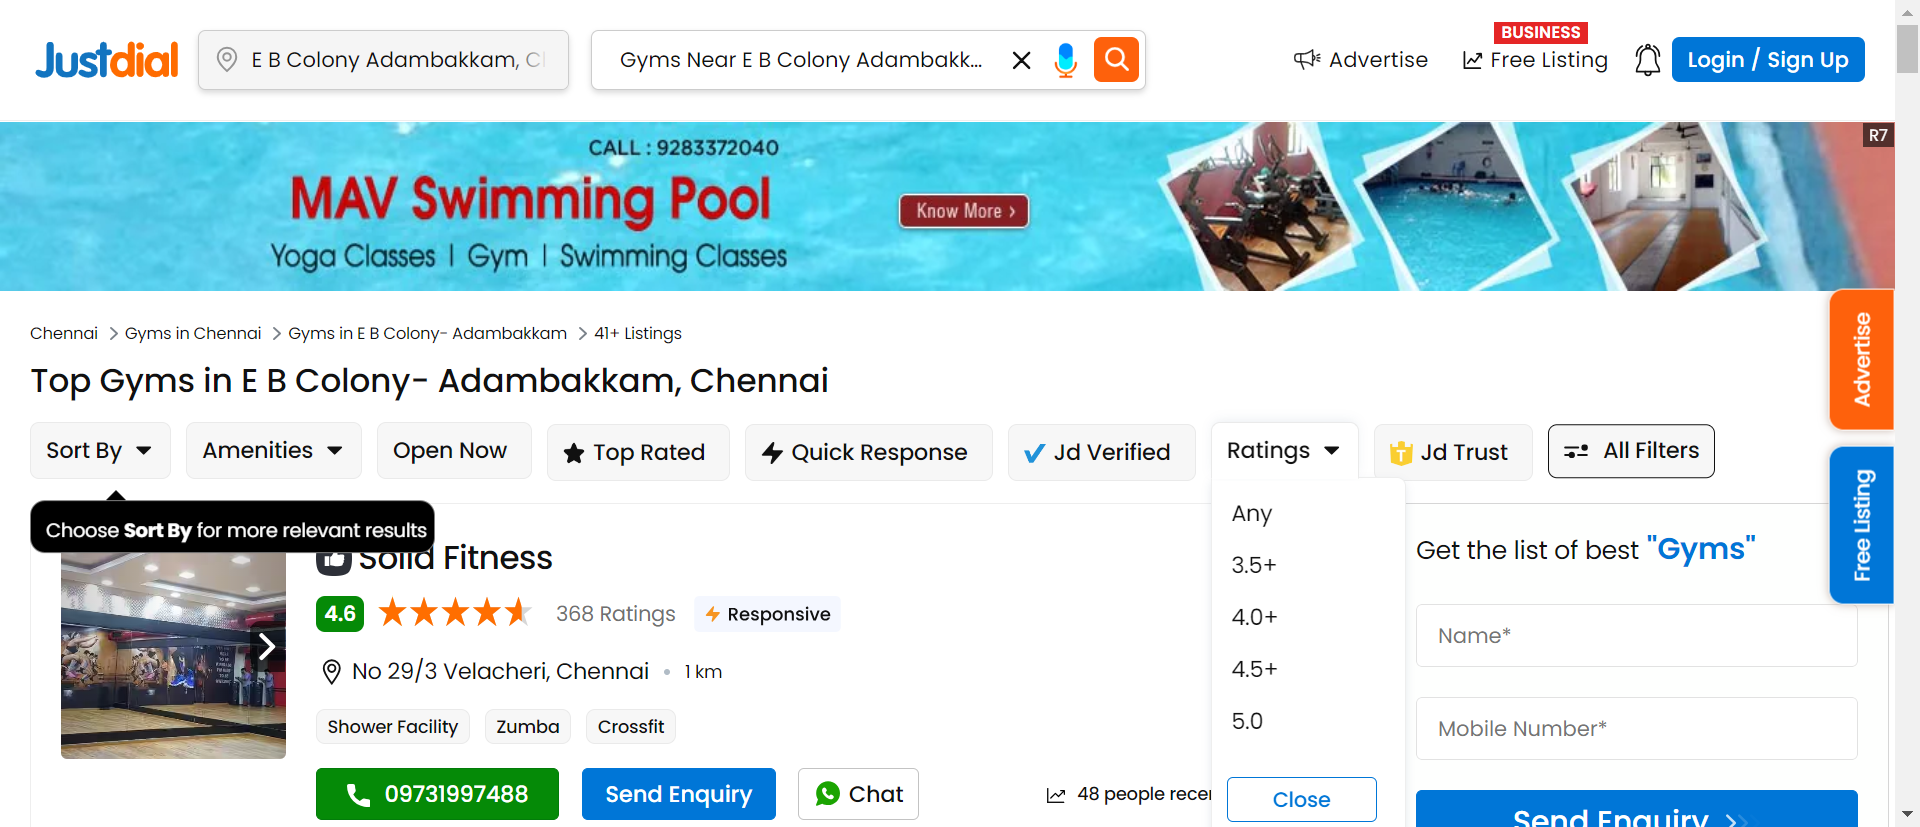 Justdial
E B Colony Adambakkam, C
Gyms Near E B Colony Adambakk...
Advertise
BUSINESS
Free Listing
Login / Sign Up
CALL : 9283372040
MAV Swimming Pool
Yoga Classes | Gym | Swimming Classes
Know More ›
R7
Chennai > Gyms in Chennai > Gyms in E B Colony- Adambakkam > 41+ Listings
Top Gyms in E B Colony- Adambakkam, Chennai
Sort By
Amenities
Open Now
Top Rated
Quick Response
Jd Verified
Ratings
Jd Trust
All Filters
Choose Sort By for more relevant results
Any
3.5+
4.0+
4.5+
5.0
Close
Solid Fitness
4.6
368 Ratings
Responsive
No 29/3 Velacheri, Chennai • 1 km
Shower Facility
Zumba
Crossfit
09731997488
Send Enquiry
Chat
48 people recen
Get the list of best "Gyms"
Name*
Mobile Number*
Send Enquiry
Advertise
Free Listing